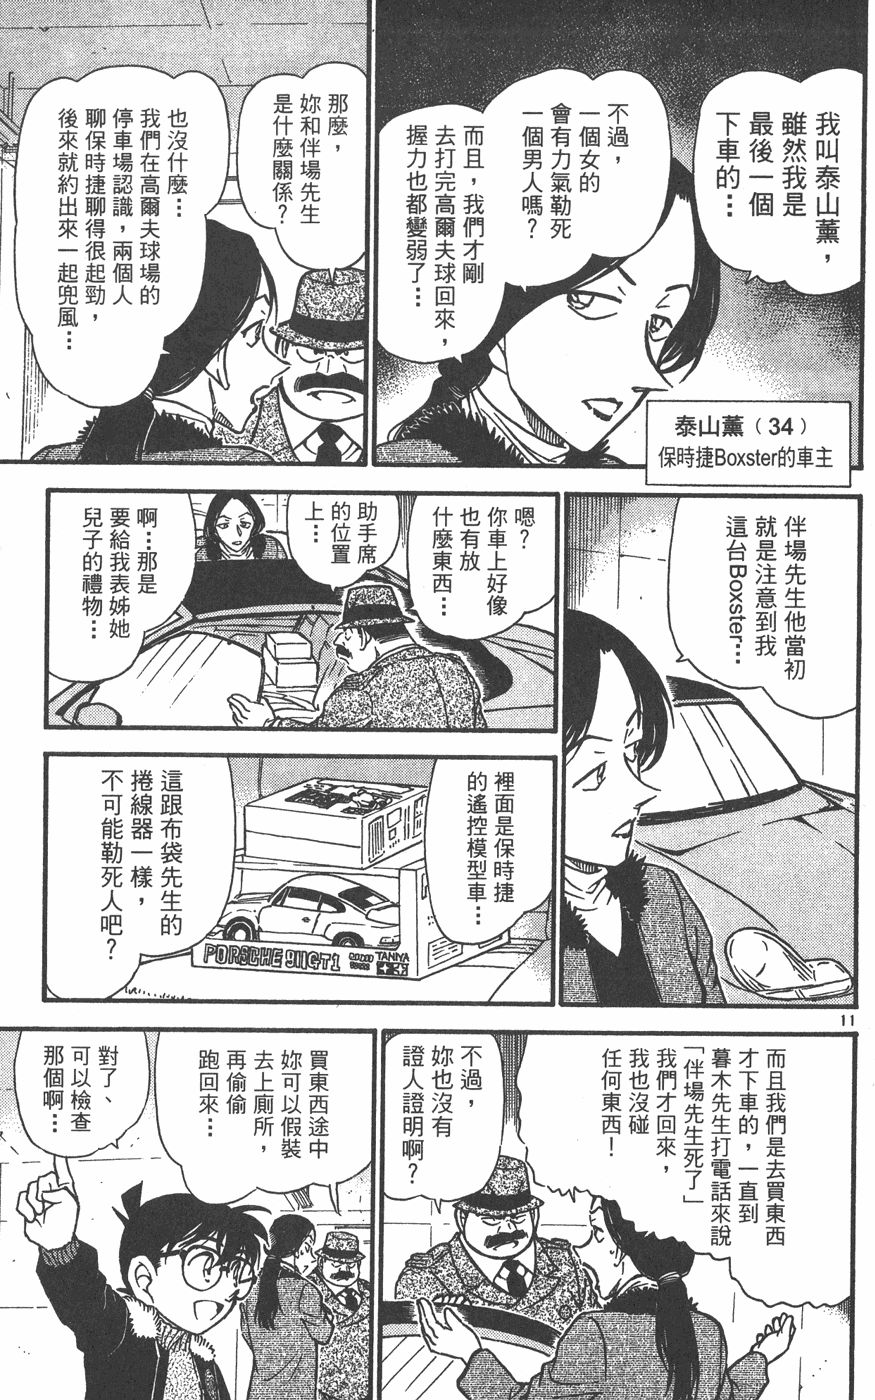 我叫泰山薰，
雖然我是
最後一個
下車的…
不過，
一個女的
會有力氣勒死
一個男人嗎？
而且，我們才剛
去打完高爾夫球回來，
握力也都變弱了…
泰山薰（34）
保時捷Boxster的車主
那麼，
妳和伴場先生
是什麼關係？
也沒什麼…
我們在高爾夫球場的
停車場認識，兩個人
聊保時捷聊得很起勁，
後來就約出來一起兜風…
伴場先生他當初
就是注意到我
這台Boxster…
嗯？
你車上好像
也有放
什麼東西…
助手席
的位置
上…
啊…那是
要給我表姊她
兒子的禮物…
裡面是保時捷
的遙控模型車…
這跟布袋先生的
捲線器一樣，
不可能勒死人吧？
PORSCHE 911GT1
TANIYA
11
而且我們是去買東西
才下車的，一直到
暮木先生打電話來說
「伴場先生死了」
我們才回來，
我也沒碰
任何東西！
不過，
妳也沒有
證人證明啊？
買東西途中
妳可以假裝
去上廁所，
再偷偷
跑回來…
對了、
可以檢查
那個啊…